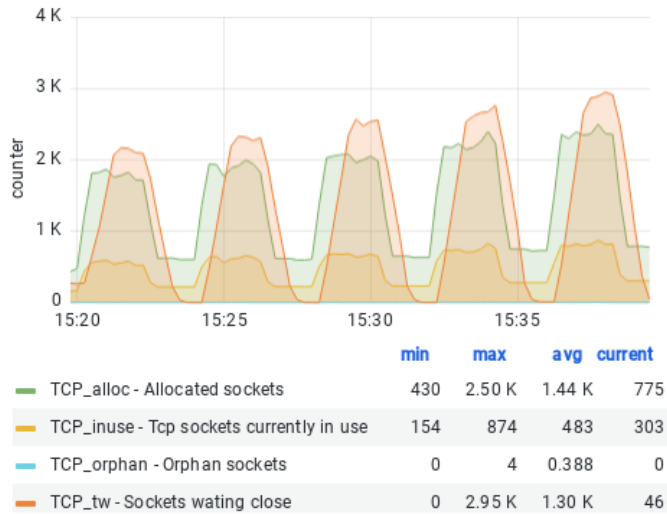 4 K
3 K
2 K
1 K
0
counter
15:20 15:25 15:30 15:35
min max avg current
TCP_alloc - Allocated sockets 430 2.50 K 1.44 K 775
TCP_inuse - Tcp sockets currently in use 154 874 483 303
TCP_orphan - Orphan sockets 0 4 0.388 0
TCP_tw - Sockets wating close 0 2.95 K 1.30 K 46